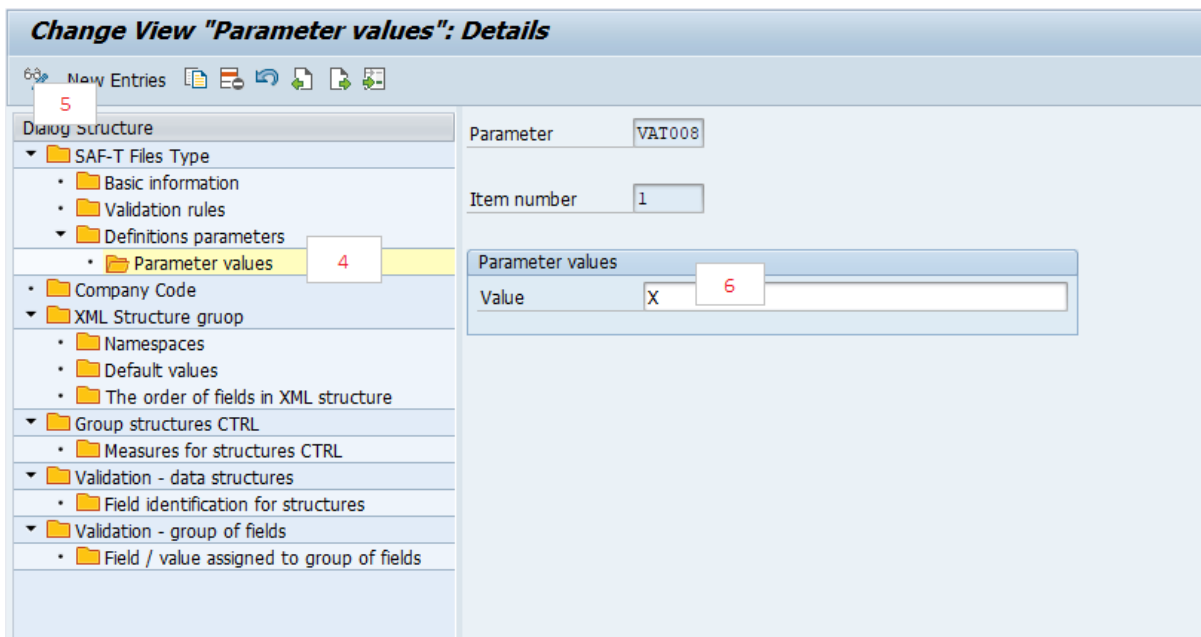 Change View "Parameter values": Details
New Entries
5
Dialog Structure
SAF-T Files Type
Basic information
Validation rules
Definitions parameters
Parameter values
4
Company Code
XML Structure gruop
Namespaces
Default values
The order of fields in XML structure
Group structures CTRL
Measures for structures CTRL
Validation - data structures
Field identification for structures
Validation - group of fields
Field / value assigned to group of fields
Parameter VAT008
Item number 1
Parameter values
6
Value X